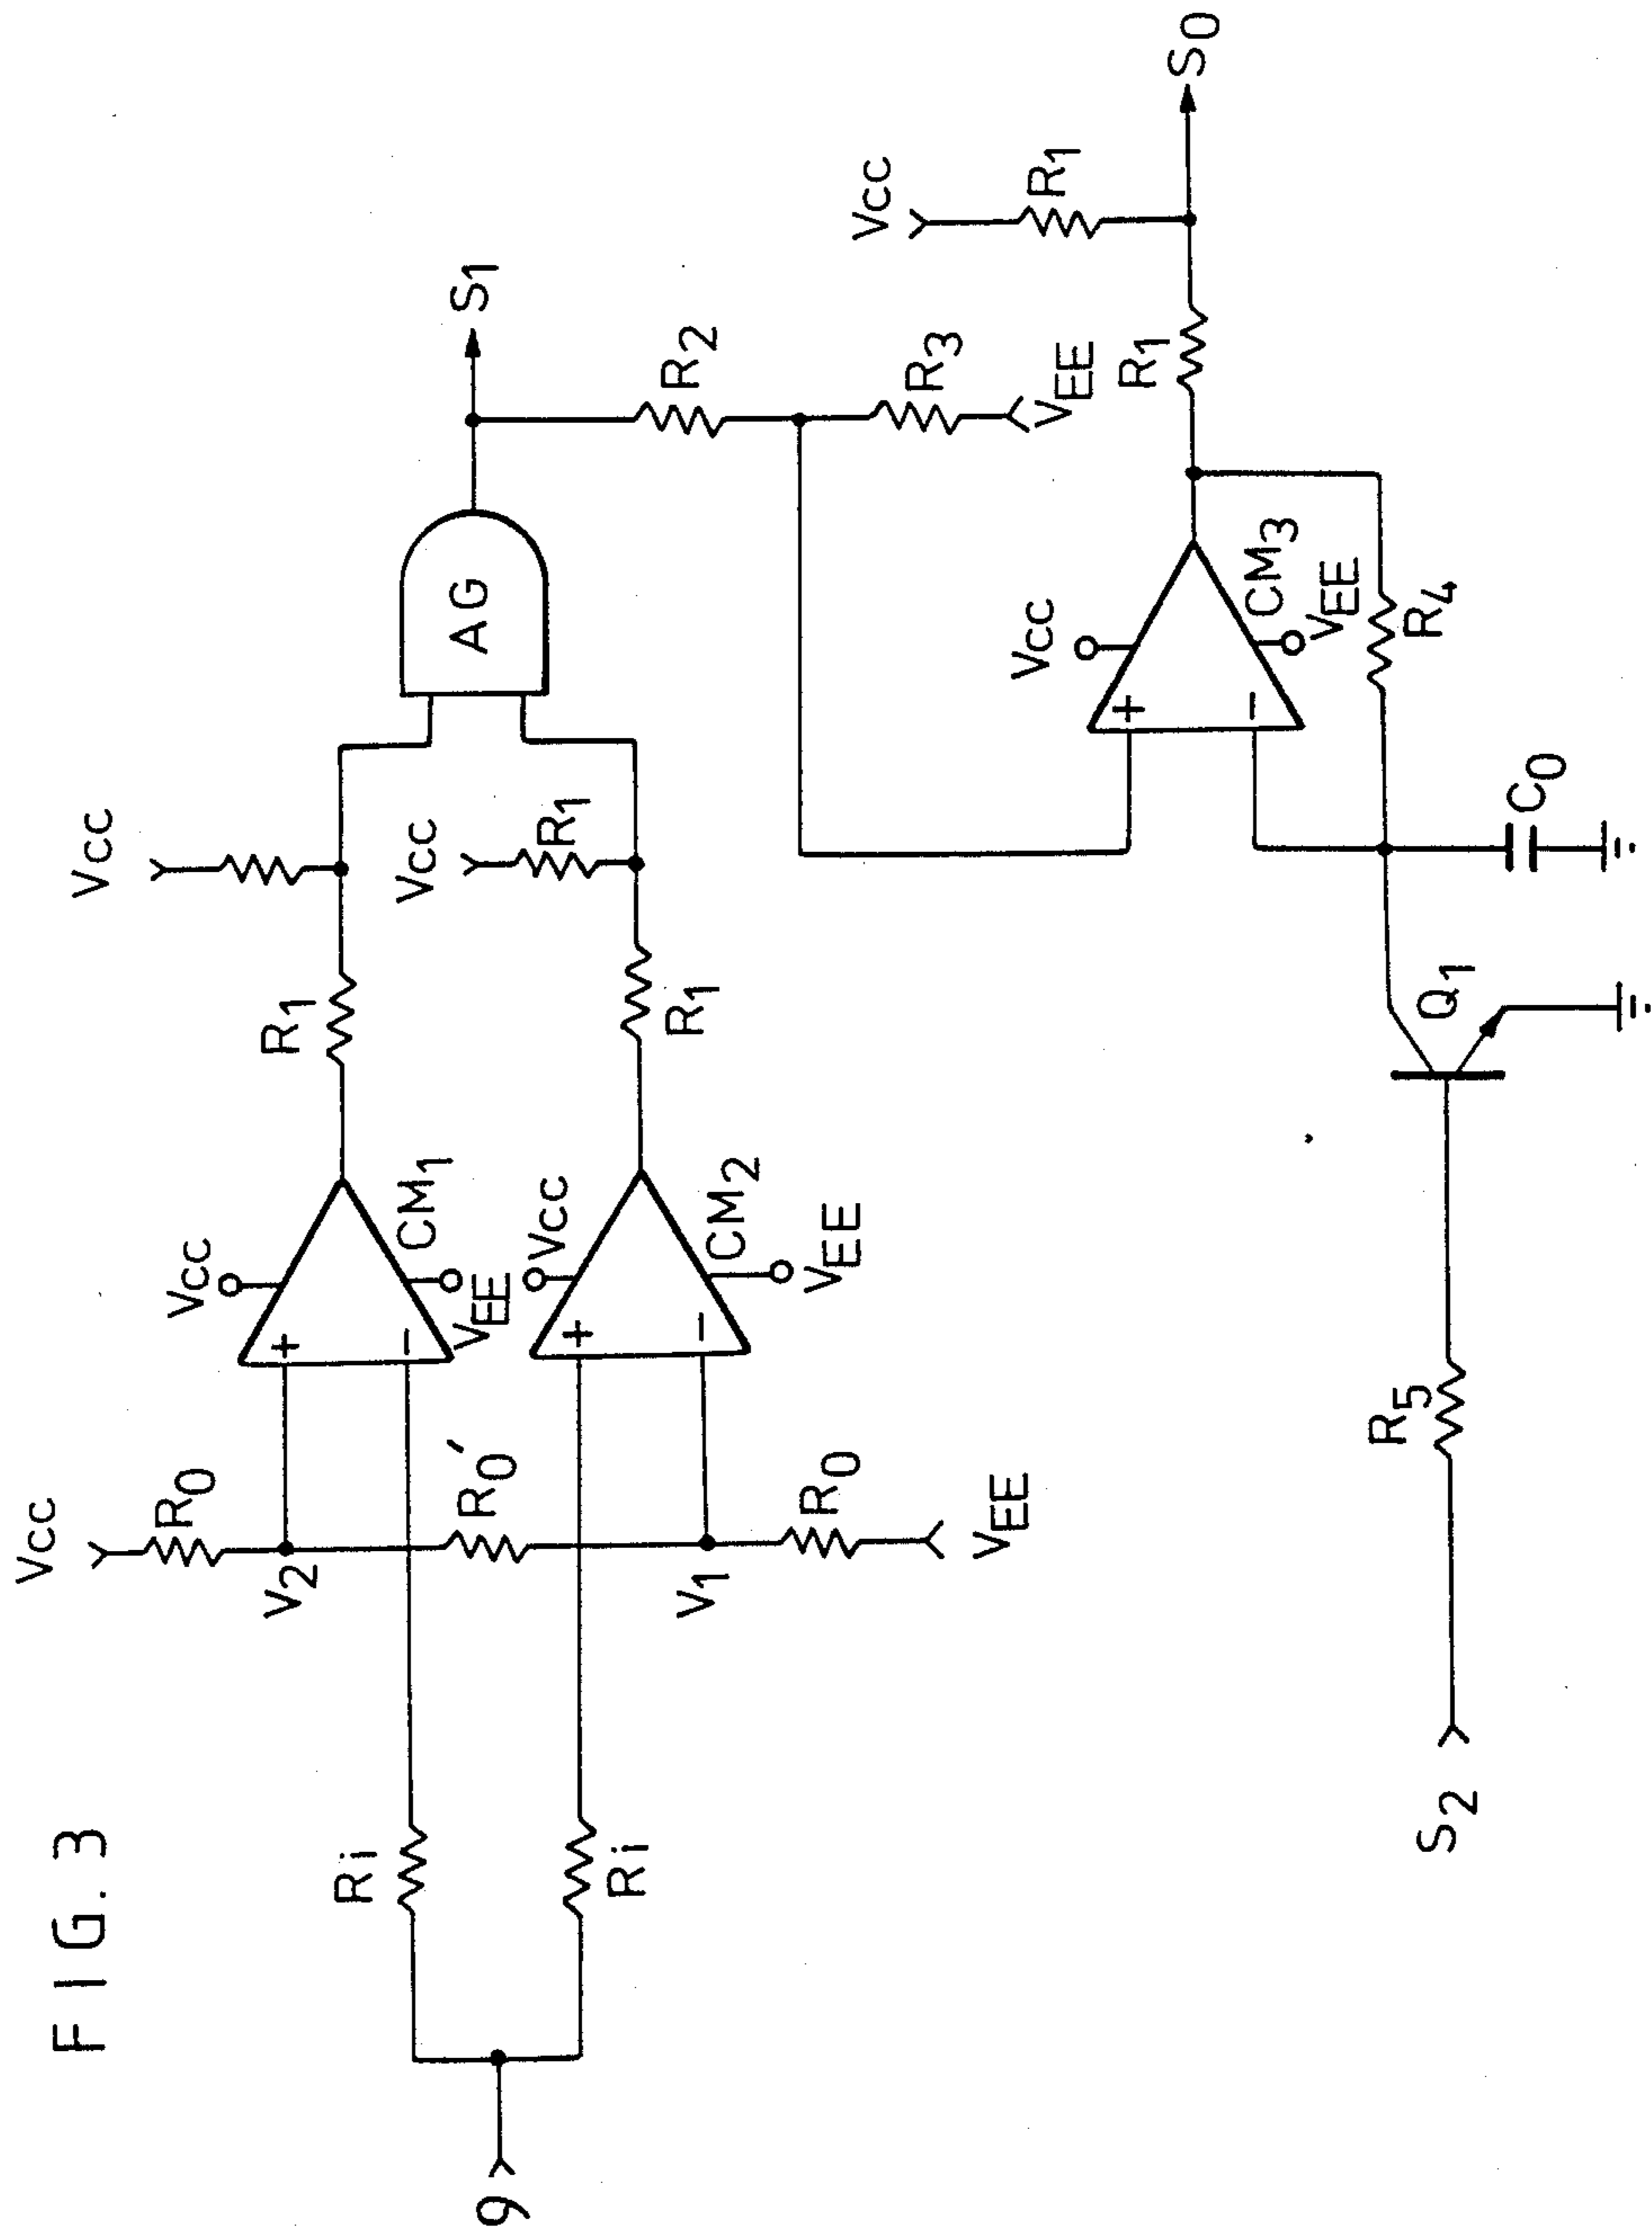 FIG. 3
Vcc
R0
V2
R0'
V1
R0
VEE
9
Ri
Ri
+
−
Vcc
CM1
VEE
+
−
Vcc
CM2
VEE
R1
Vcc
R1
Vcc
R1
AG
S1
R2
R3
VEE
+
−
Vcc
CM3
VEE
R4
R1
Vcc
R1
S0
C0
Q1
R5
S2